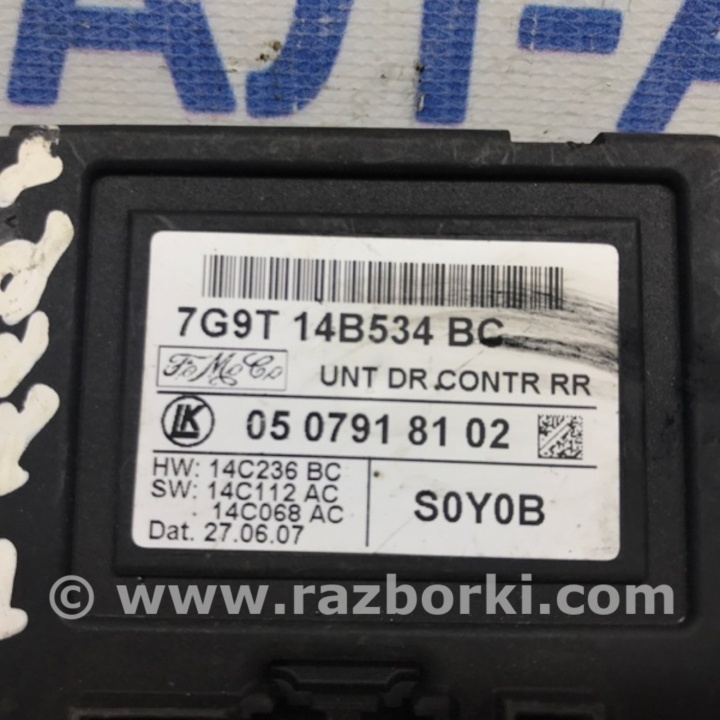 7G9T 14B534 BC
FoMoCo
UNT DR.CONTR RR
LK 05 0791 81 02
HW: 14C236 BC
SW: 14C112 AC
14C068 AC
S0Y0B
Dat. 27.06.07
© www.razborki.com